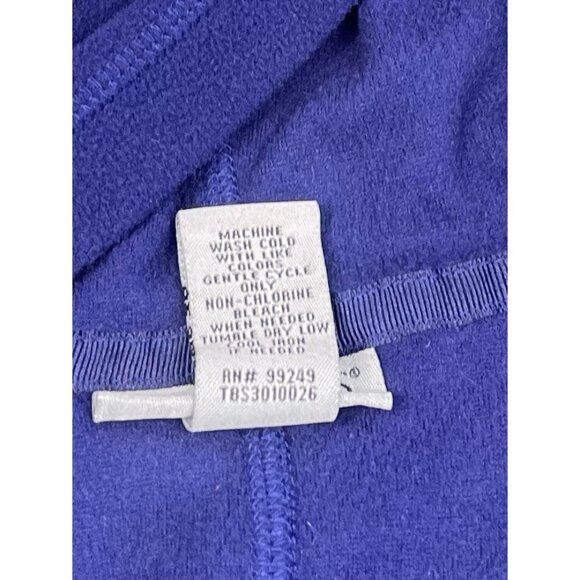 MACHINE
WASH COLD
WITH LIKE
COLORS
GENTLE CYCLE
ONLY
NON-CHLORINE
BLEACH
WHEN NEEDED
TUMBLE DRY LOW
COOL IRON
IF NEEDED
RN# 99249
TBS3010026
®